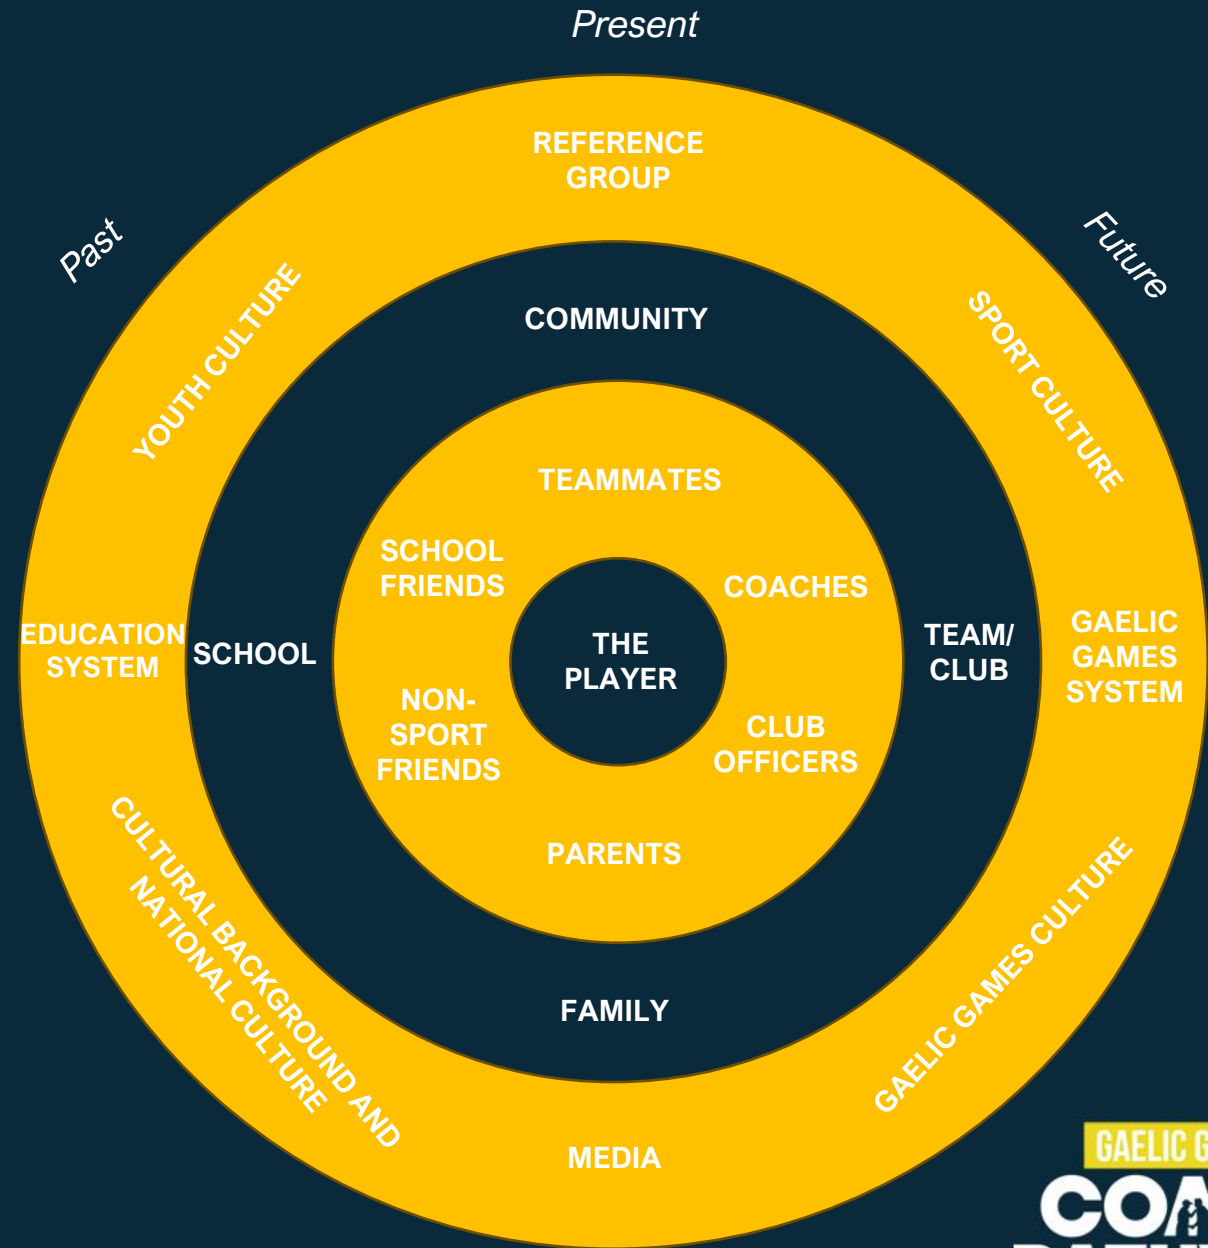 Present
Past
Future
REFERENCE
GROUP
YOUTH CULTURE
SPORT CULTURE
COMMUNITY
TEAMMATES
SCHOOL
FRIENDS
COACHES
EDUCATION
SYSTEM
SCHOOL
THE
PLAYER
TEAM/
CLUB
GAELIC
GAMES
SYSTEM
NON-
SPORT
FRIENDS
CLUB
OFFICERS
PARENTS
CULTURAL BACKGROUND AND
NATIONAL CULTURE
GAELIC GAMES CULTURE
FAMILY
MEDIA
GAELIC G